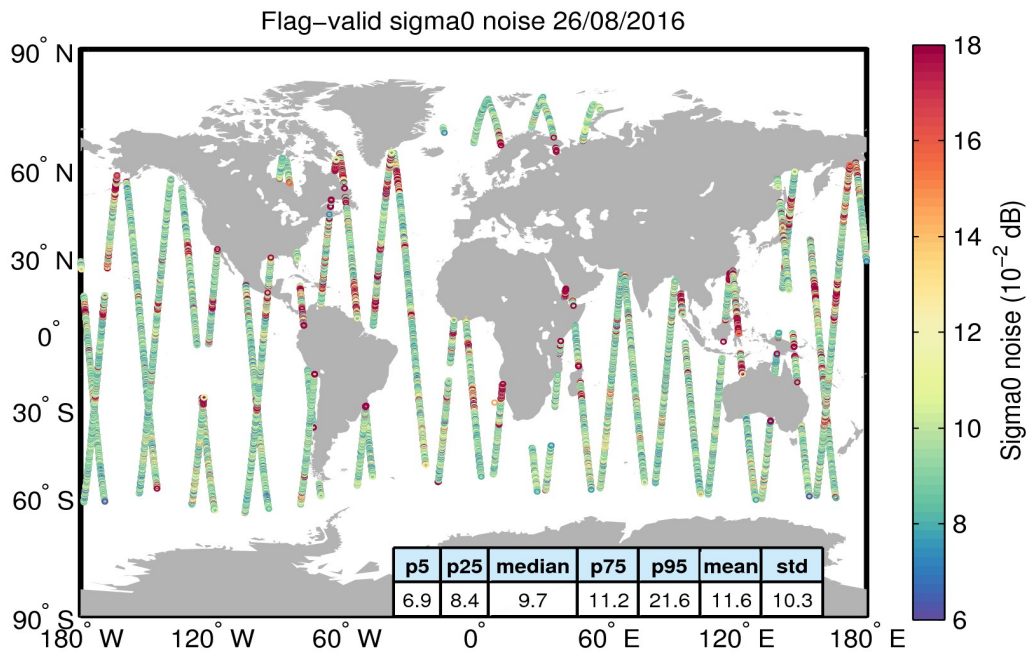 Flag−valid sigma0 noise 26/08/2016
90° N
60° N
30° N
0°
30° S
60° S
90° S
180° W
120° W
60° W
0°
60° E
120° E
180° E
p5 p25 median p75 p95 mean std
6.9 8.4 9.7 11.2 21.6 11.6 10.3
18
16
14
12
10
8
6
Sigma0 noise (10⁻² dB)